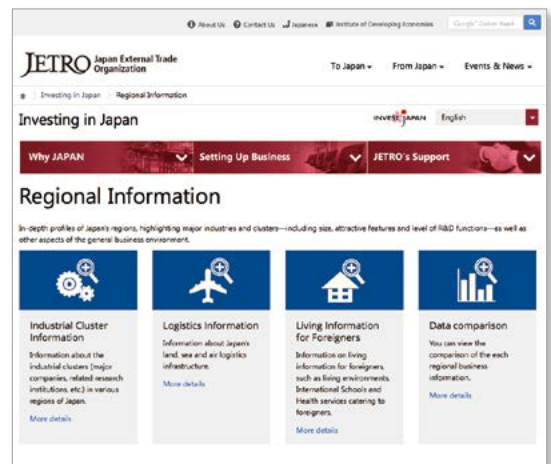 About Us Contact Us Japanese Institute of Developing Economies
JETRO Japan External Trade
Organization
To Japan From Japan Events & News
Investing in Japan Regional Information
Investing in Japan
INVEST JAPAN English
Why JAPAN Setting Up Business JETRO's Support
Regional Information
In-depth profiles of Japan's regions, highlighting major industries and clusters—including size, attractive features and level of R&D functions—as well as
other aspects of the general business environment.
Industrial Cluster
Information
Information about the
industrial clusters (major
companies, related research
institutions, etc.) in various
regions of Japan.
More details
Logistics Information
Information about Japan's
land, sea and air logistics
infrastructure.
More details
Living Information
for Foreigners
Information on living
information for foreigners,
such as living environments.
International Schools and
Health services catering to
foreigners.
More details
Data comparison
You can view the
comparison of the each
regional business
information.
More details